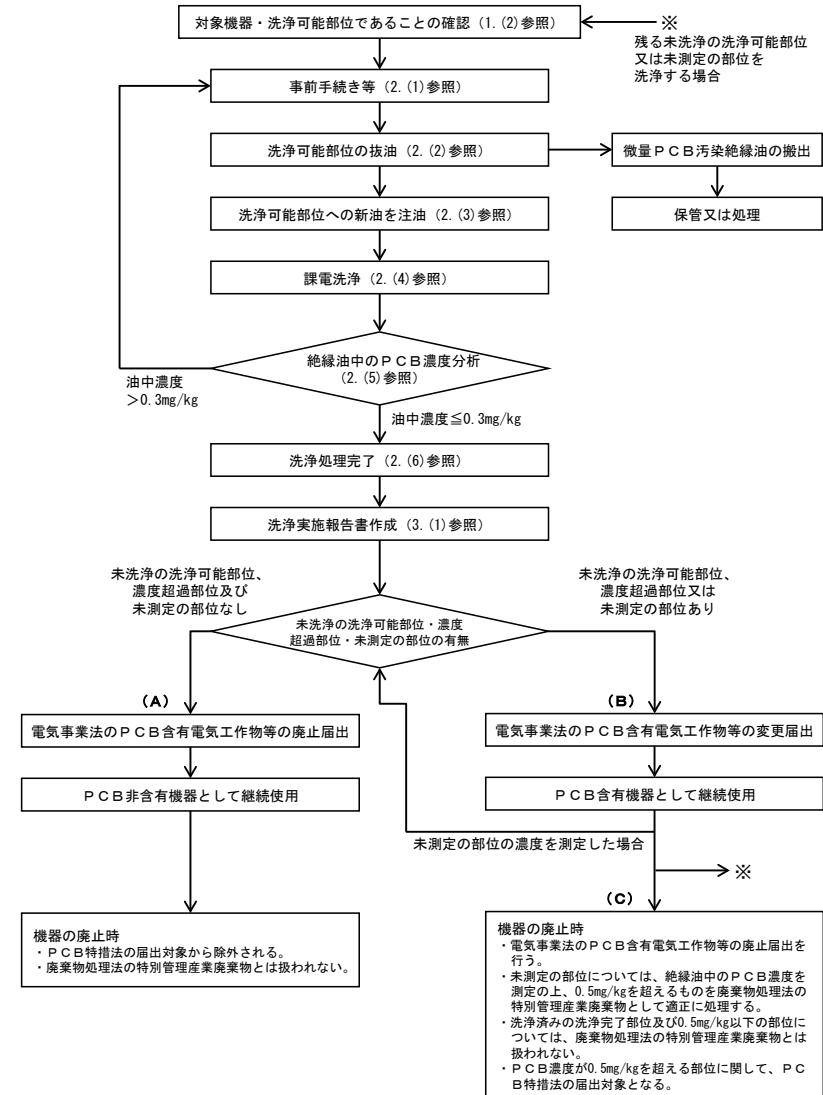 対象機器・洗浄可能部位であることの確認（1.（2）参照）
※
残る未洗浄の洗浄可能部位
又は未測定の部位を
洗浄する場合
事前手続き等（2.（1）参照）
洗浄可能部位の抜油（2.（2）参照）
微量ＰＣＢ汚染絶縁油の搬出
洗浄可能部位への新油を注油（2.（3）参照）
保管又は処理
課電洗浄（2.（4）参照）
絶縁油中のＰＣＢ濃度分析
（2.（5）参照）
油中濃度
＞0.3mg/kg
油中濃度≦0.3mg/kg
洗浄処理完了（2.（6）参照）
洗浄実施報告書作成（3.（1）参照）
未洗浄の洗浄可能部位、
濃度超過部位及び
未測定の部位なし
未洗浄の洗浄可能部位、
濃度超過部位又は
未測定の部位あり
未洗浄の洗浄可能部位・濃度
超過部位・未測定の部位の有無
（A）
（B）
電気事業法のＰＣＢ含有電気工作物等の廃止届出
電気事業法のＰＣＢ含有電気工作物等の変更届出
ＰＣＢ非含有機器として継続使用
ＰＣＢ含有機器として継続使用
未測定の部位の濃度を測定した場合
※
（C）
機器の廃止時
・ＰＣＢ特措法の届出対象から除外される。
・廃棄物処理法の特別管理産業廃棄物とは扱われない。
機器の廃止時
・電気事業法のＰＣＢ含有電気工作物等の廃止届出を
行う。
・未測定の部位については、絶縁油中のＰＣＢ濃度を
測定の上、0.5mg/kgを超えるものを廃棄物処理法の
特別管理産業廃棄物として適正に処理する。
・洗浄済みの洗浄完了部位及び0.5mg/kg以下の部位に
ついては、廃棄物処理法の特別管理産業廃棄物とは
扱われない。
・ＰＣＢ濃度が0.5mg/kgを超える部位に関して、ＰＣ
Ｂ特措法の届出対象となる。